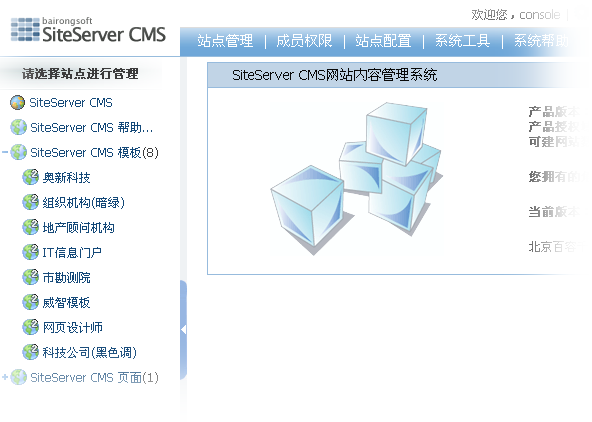 bairongsoft
SiteServer CMS
欢迎您，console
站点管理 | 成员权限 | 站点配置 | 系统工具 | 系统帮助
请选择站点进行管理
SiteServer CMS
SiteServer CMS 帮助...
SiteServer CMS 模板(8)
奥新科技
组织机构(暗绿)
地产顾问机构
IT信息门户
市勘测院
威智模板
网页设计师
科技公司(黑色调)
SiteServer CMS 页面(1)
SiteServer CMS网站内容管理系统
产品版本
产品授权
可建网站
您拥有的
当前版本
北京百容